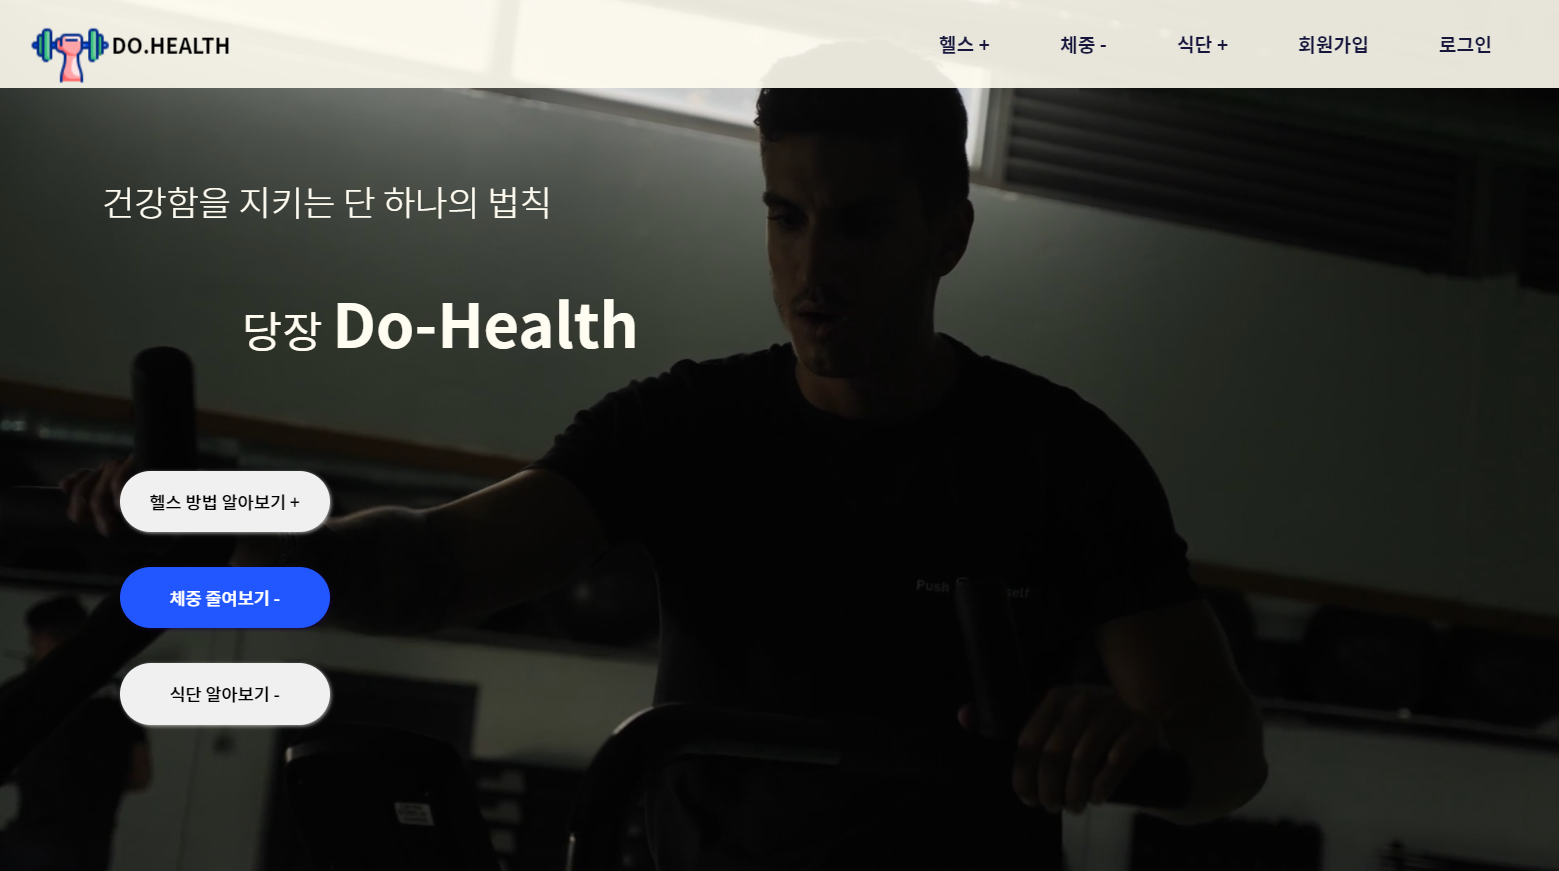 DO.HEALTH
헬스 + 체중 - 식단 + 회원가입 로그인
건강함을 지키는 단 하나의 법칙
당장 Do-Health
헬스 방법 알아보기 +
체중 줄여보기 -
식단 알아보기 -
Push